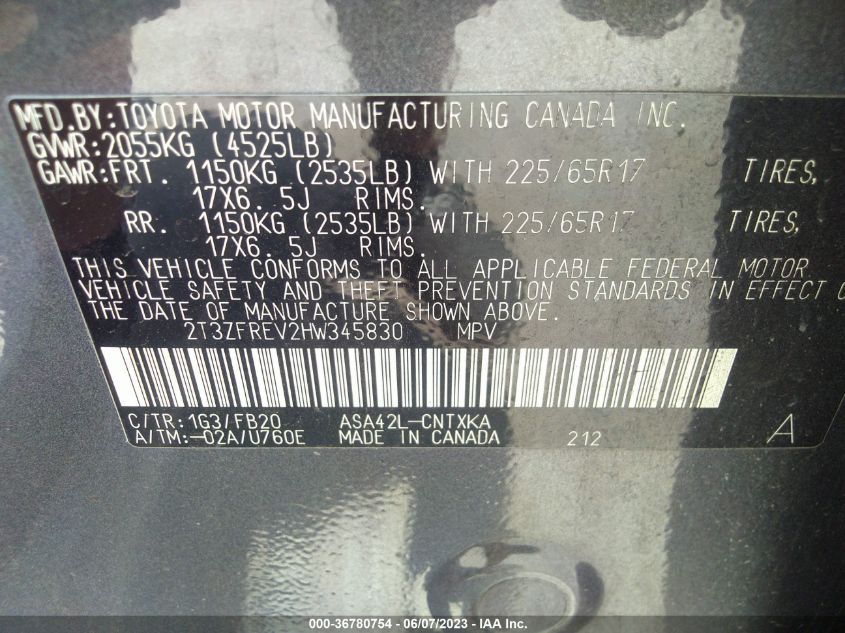 MFD.BY:TOYOTA MOTOR MANUFACTURING CANADA INC.
GVWR:2055KG (4525LB)
GAWR:FRT. 1150KG (2535LB) WITH 225/65R17 TIRES,
17X6. 5J RIMS.
RR. 1150KG (2535LB) WITH 225/65R17 TIRES,
17X6. 5J RIMS.
THIS VEHICLE CONFORMS TO ALL APPLICABLE FEDERAL MOTOR
VEHICLE SAFETY AND THEFT PREVENTION STANDARDS IN EFFECT
THE DATE OF MANUFACTURE SHOWN ABOVE.
2T3ZFREV2HW345830 MPV
C/TR:1G3/FB20 ASA42L-CNTXKA
A/TM:-02A/U760E MADE IN CANADA 212 A
000-36780754 - 06/07/2023 - IAA Inc.